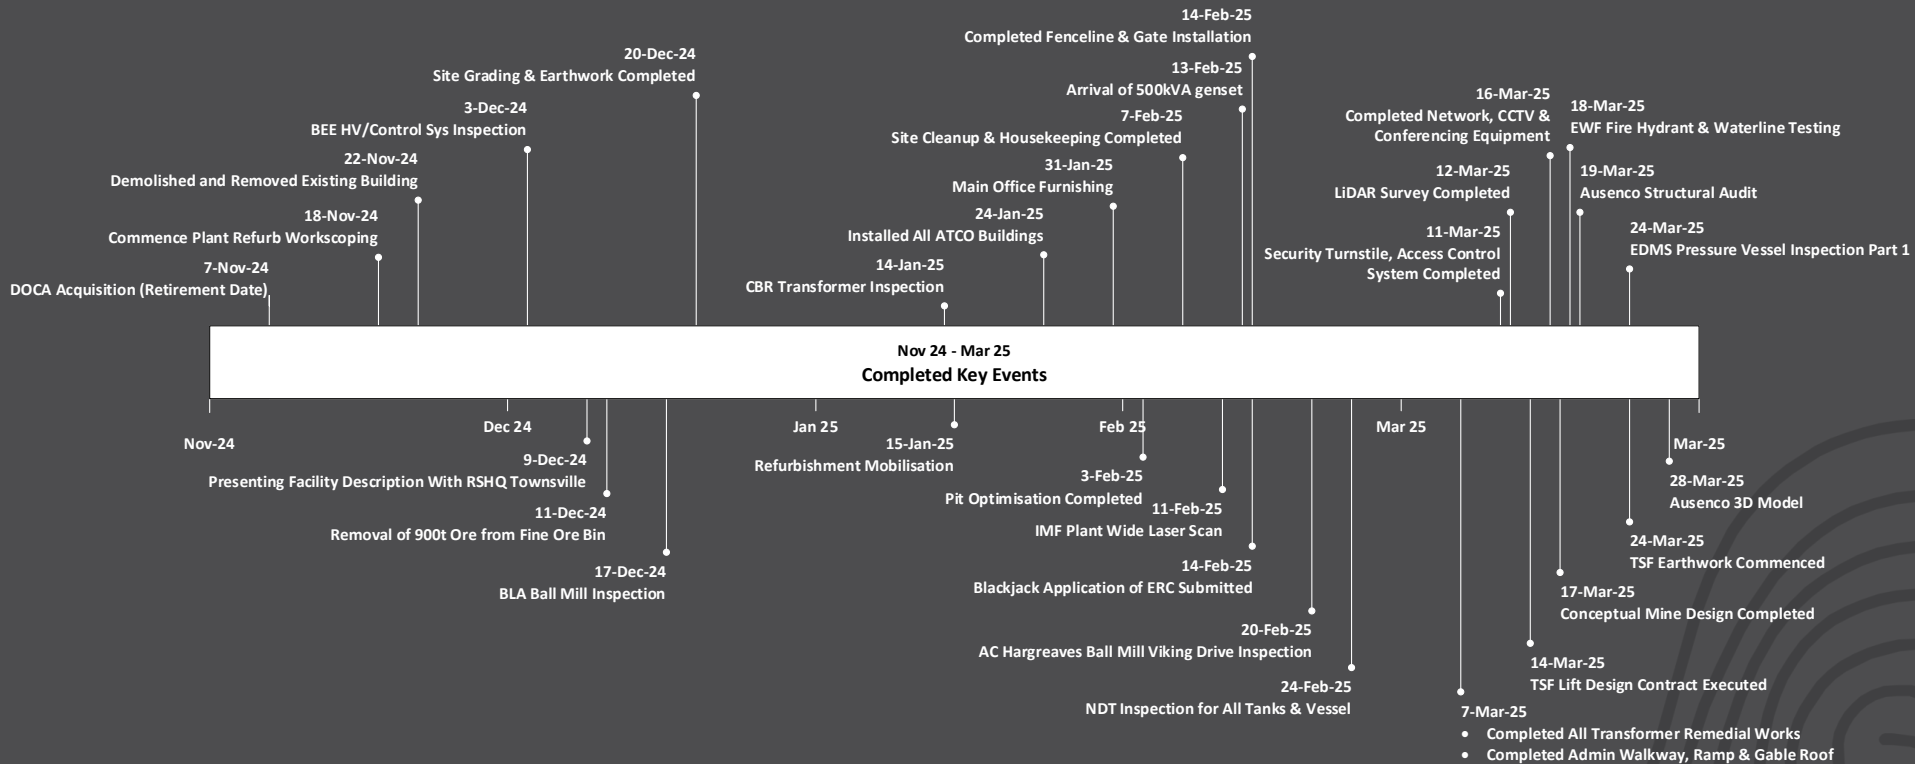 14-Feb-25
Completed Fenceline & Gate Installation
20-Dec-24
Site Grading & Earthwork Completed
13-Feb-25
Arrival of 500kVA genset
3-Dec-24
BEE HV/Control Sys Inspection
7-Feb-25
Site Cleanup & Housekeeping Completed
16-Mar-25
Completed Network, CCTV &
Conferencing Equipment
18-Mar-25
EWF Fire Hydrant & Waterline Testing
22-Nov-24
Demolished and Removed Existing Building
31-Jan-25
Main Office Furnishing
12-Mar-25
LiDAR Survey Completed
19-Mar-25
Ausenco Structural Audit
18-Nov-24
Commence Plant Refurb Workscoping
24-Jan-25
Installed All ATCO Buildings
11-Mar-25
Security Turnstile, Access Control
System Completed
24-Mar-25
EDMS Pressure Vessel Inspection Part 1
7-Nov-24
DOCA Acquisition (Retirement Date)
14-Jan-25
CBR Transformer Inspection
Nov 24 - Mar 25
Completed Key Events
Nov-24
Dec 24
Jan 25
Feb 25
Mar 25
Mar-25
9-Dec-24
Presenting Facility Description With RSHQ Townsville
11-Dec-24
Removal of 900t Ore from Fine Ore Bin
17-Dec-24
BLA Ball Mill Inspection
15-Jan-25
Refurbishment Mobilisation
3-Feb-25
Pit Optimisation Completed
11-Feb-25
IMF Plant Wide Laser Scan
14-Feb-25
Blackjack Application of ERC Submitted
20-Feb-25
AC Hargreaves Ball Mill Viking Drive Inspection
24-Feb-25
NDT Inspection for All Tanks & Vessel
28-Mar-25
Ausenco 3D Model
24-Mar-25
TSF Earthwork Commenced
17-Mar-25
Conceptual Mine Design Completed
14-Mar-25
TSF Lift Design Contract Executed
7-Mar-25
• Completed All Transformer Remedial Works
• Completed Admin Walkway, Ramp & Gable Roof